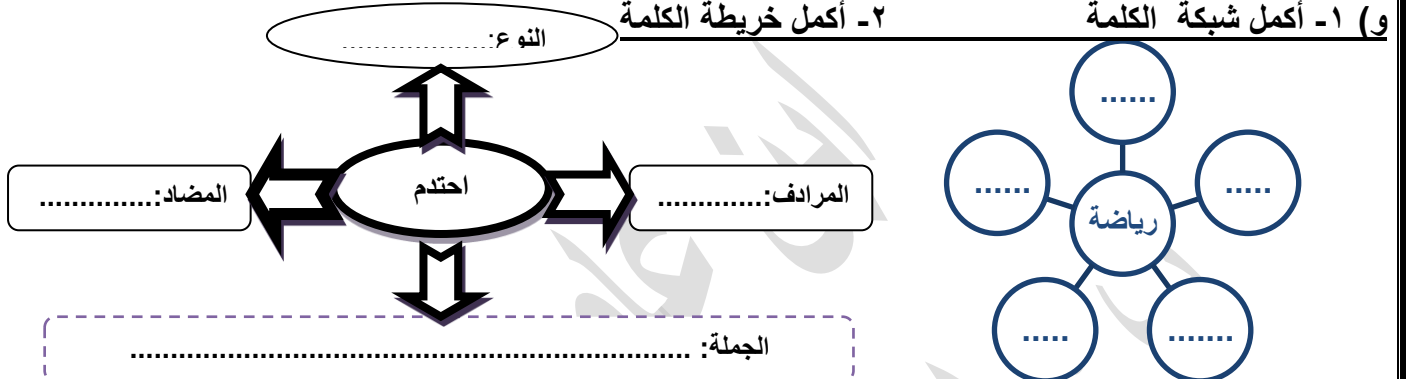 و) ١- أكمل شبكة الكلمة ٢- أكمل خريطة الكلمة
النوع:..................
......
......
.....
رياضة
.....
.......
احتدم
المرادف:.............
المضاد:..............
الجملة: .....................................................................